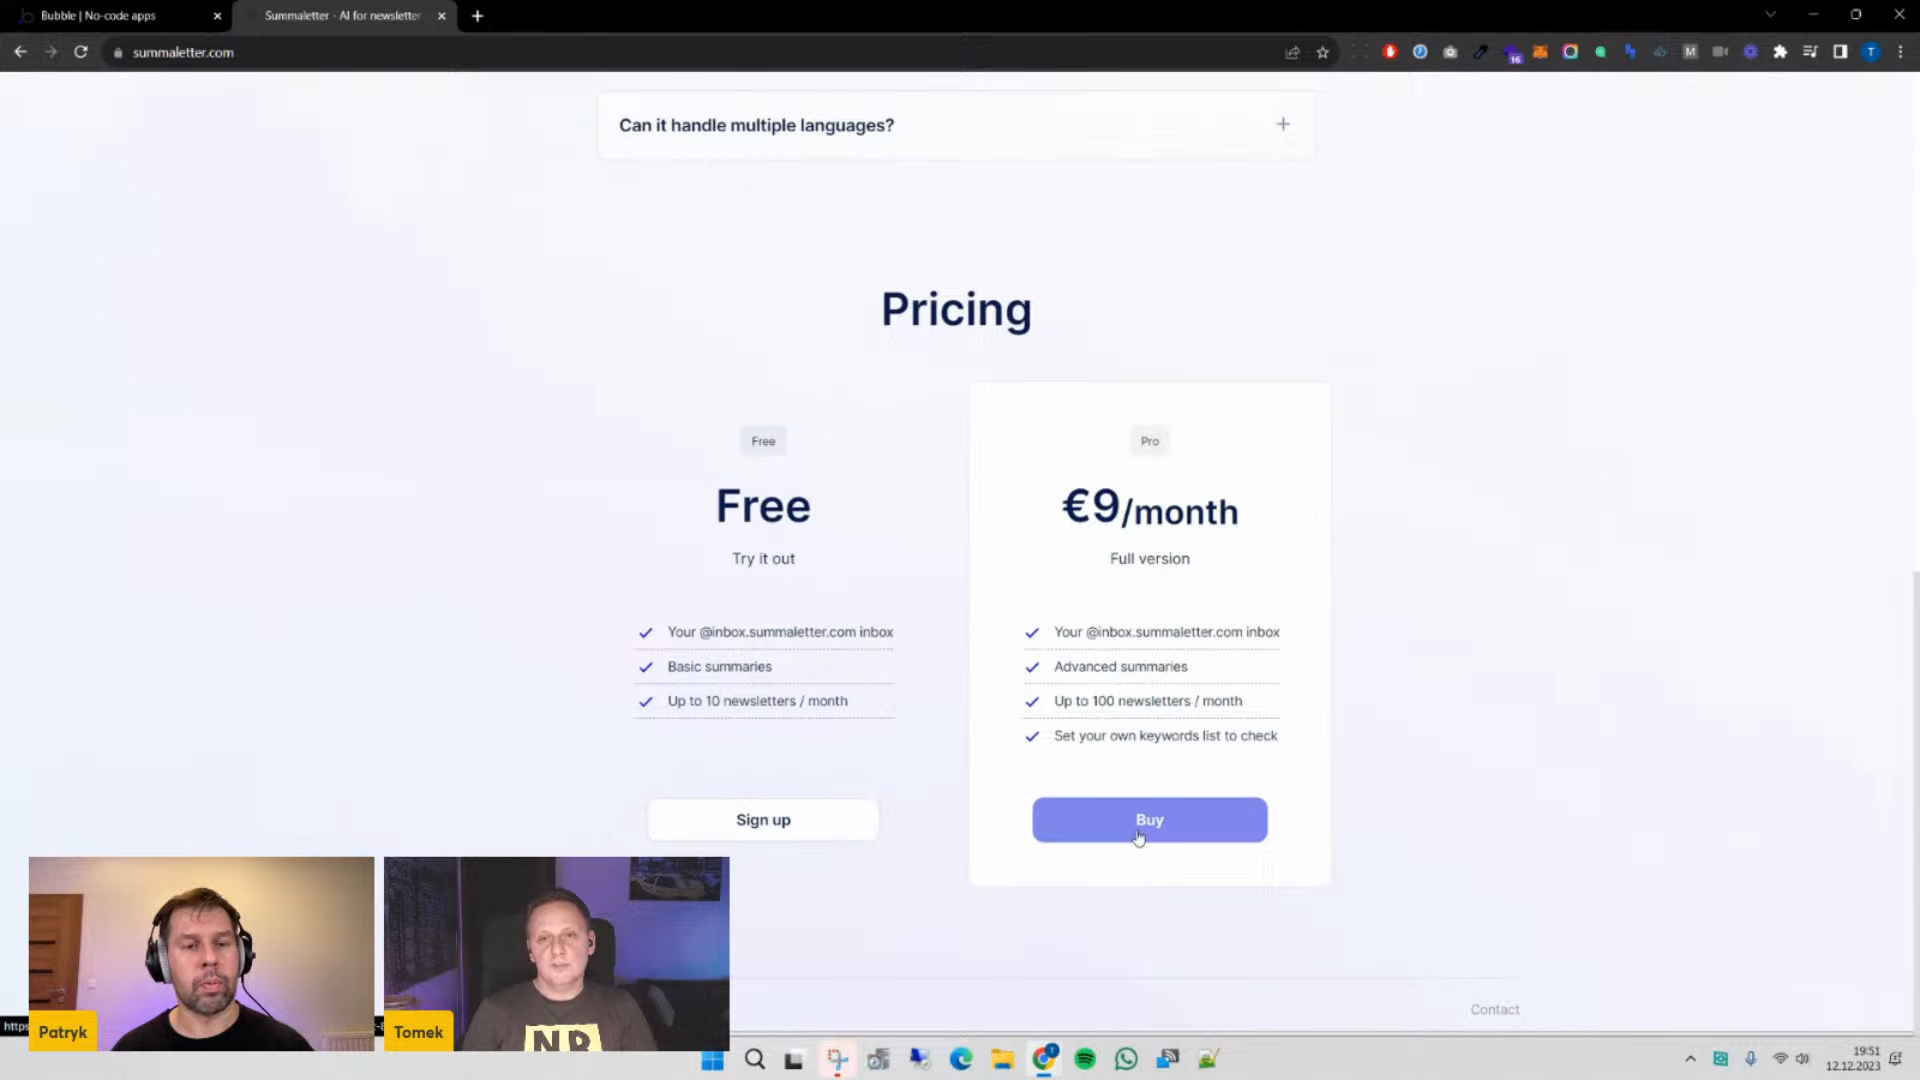 Bubble | No-code apps
Summaletter - AI for newsletter
summaletter.com
16
M
T
Can it handle multiple languages?
Pricing
Free
Pro
Free
€9/month
Try it out
Full version
Your @inbox.summaletter.com inbox
Your @inbox.summaletter.com inbox
Basic summaries
Advanced summaries
Up to 10 newsletters / month
Up to 100 newsletters / month
Set your own keywords list to check
Sign up
Buy
Contact
https
Patryk
Tomek
19:51
12.12.2023